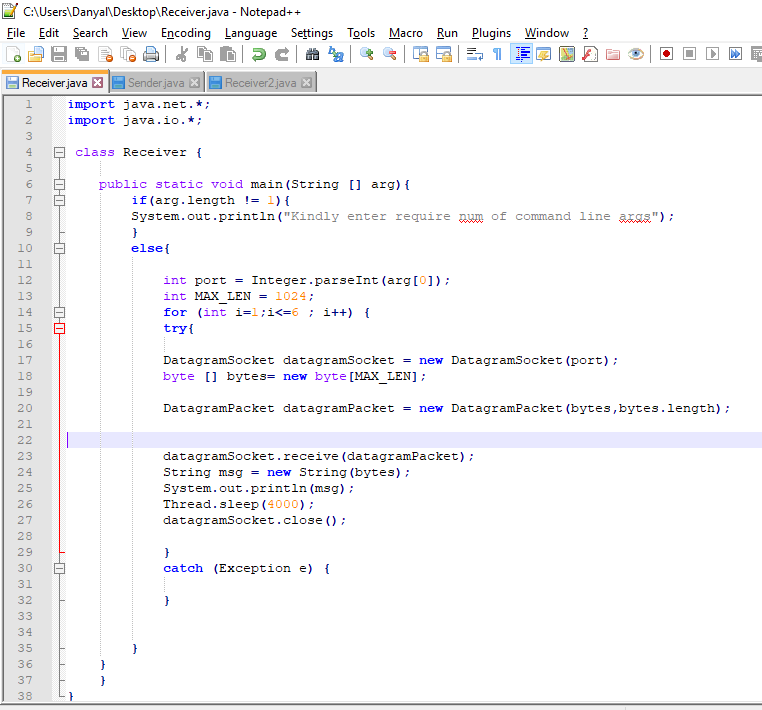 C:\Users\Danyal\Desktop\Receiver.java - Notepad++
File Edit Search View Encoding Language Settings Tools Macro Run Plugins Window ?
Receiver.java Sender.java Receiver2.java
1 import java.net.*;
2 import java.io.*;
3
4 class Receiver {
5
6 public static void main(String [] arg){
7 if(arg.length != 1){
8 System.out.println("Kindly enter require num of command line args");
9 }
10 else{
11
12 int port = Integer.parseInt(arg[0]);
13 int MAX_LEN = 1024;
14 for (int i=1;i<=6 ; i++) {
15 try{
16
17 DatagramSocket datagramSocket = new DatagramSocket(port);
18 byte [] bytes= new byte[MAX_LEN];
19
20 DatagramPacket datagramPacket = new DatagramPacket(bytes,bytes.length);
21
22
23 datagramSocket.receive(datagramPacket);
24 String msg = new String(bytes);
25 System.out.println(msg);
26 Thread.sleep(4000);
27 datagramSocket.close();
28
29 }
30 catch (Exception e) {
31
32 }
33
34
35 }
36 }
37 }
38 }